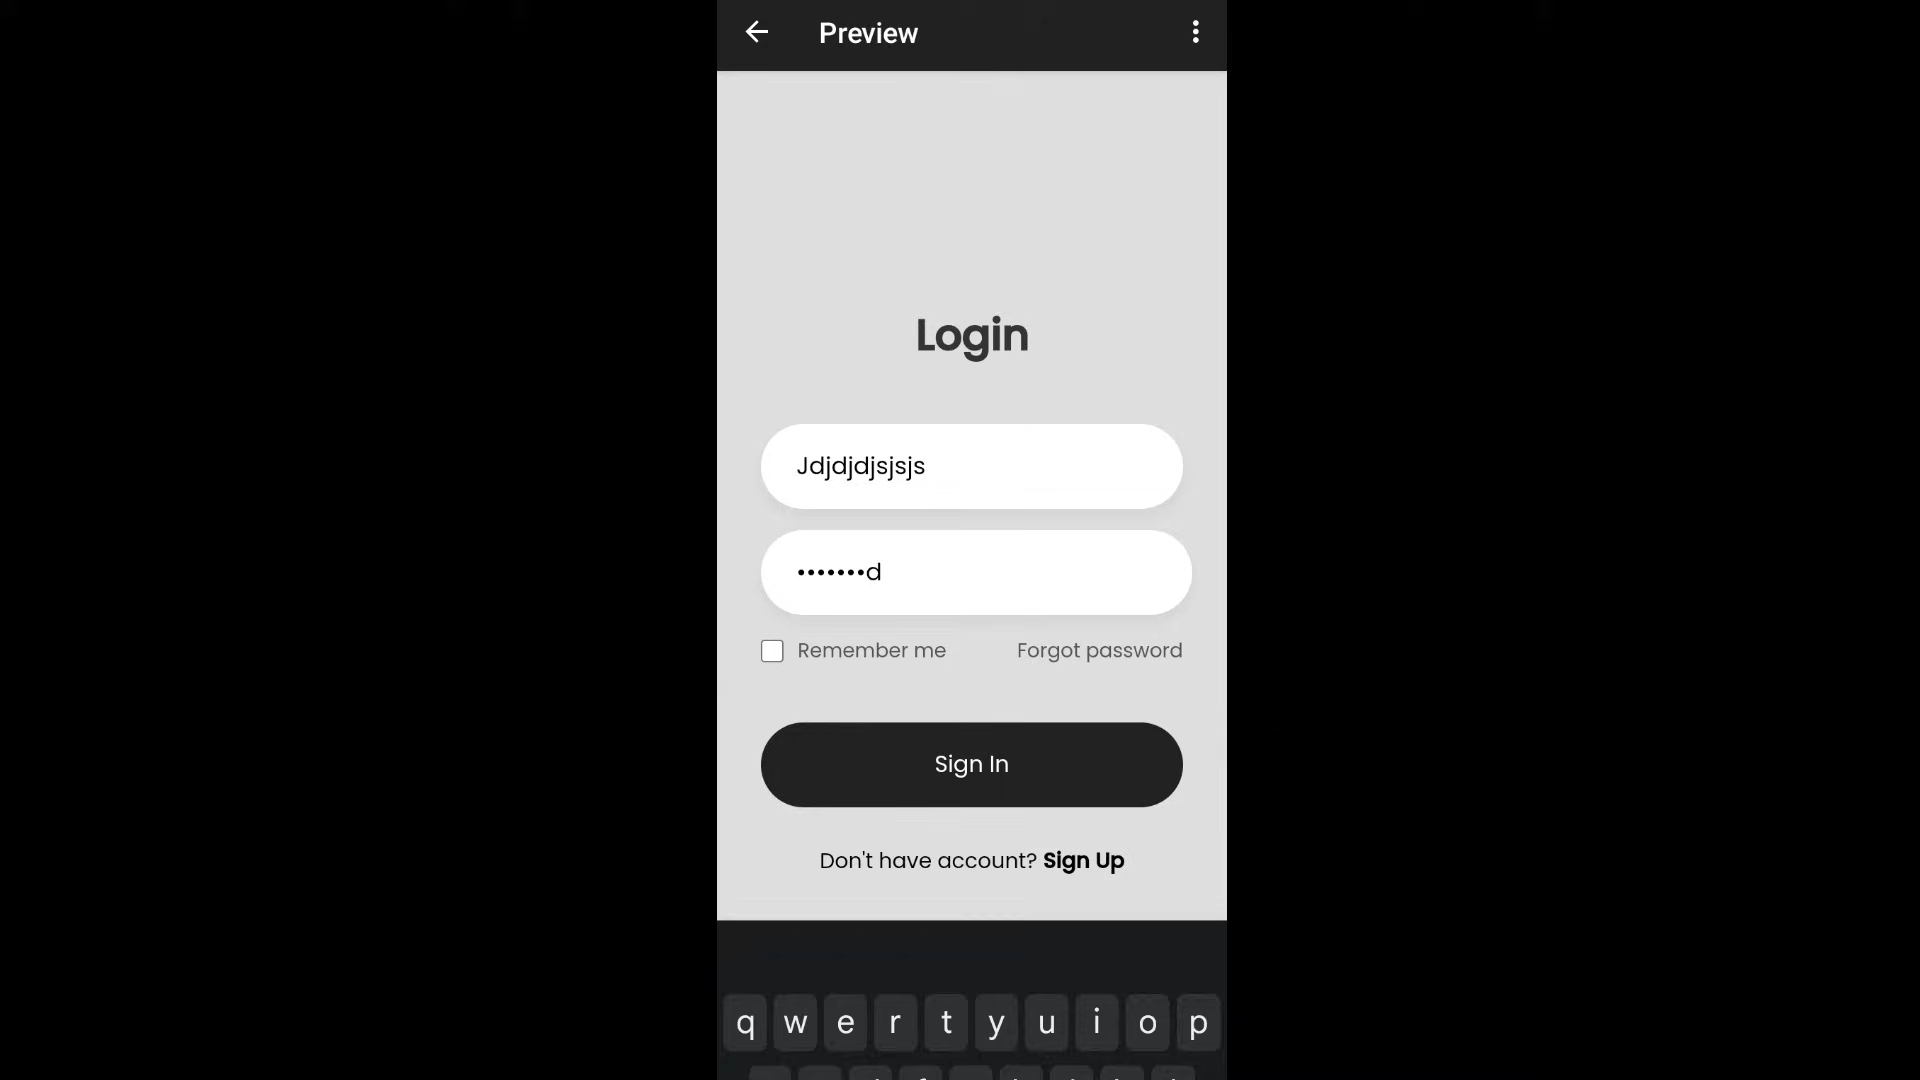 Preview
Login
Jdjdjdjsjsjs
•••••••d
Remember me Forgot password
Sign In
Don't have account? Sign Up
q w e r t y u i o p